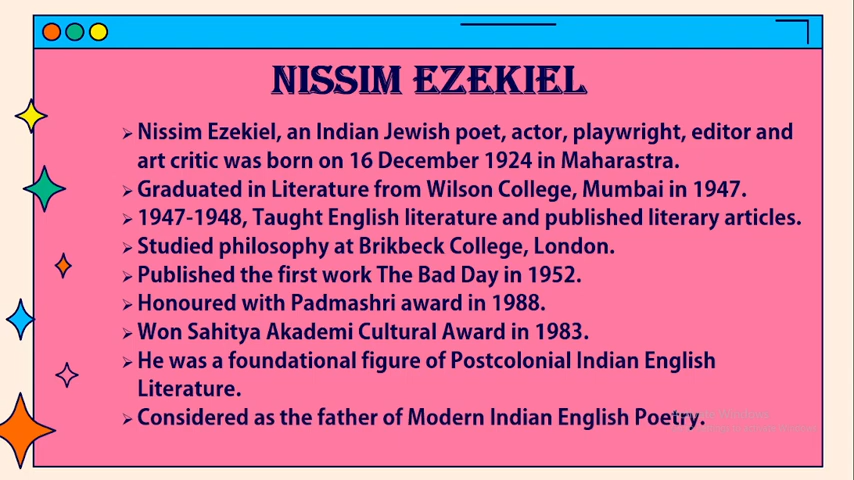 NISSIM EZEKIEL
Nissim Ezekiel, an Indian Jewish poet, actor, playwright, editor and
art critic was born on 16 December 1924 in Maharastra.
Graduated in Literature from Wilson College, Mumbai in 1947.
1947-1948, Taught English literature and published literary articles.
Studied philosophy at Brikbeck College, London.
Published the first work The Bad Day in 1952.
Honoured with Padmashri award in 1988.
Won Sahitya Akademi Cultural Award in 1983.
He was a foundational figure of Postcolonial Indian English
Literature.
Considered as the father of Modern Indian English Poetry.